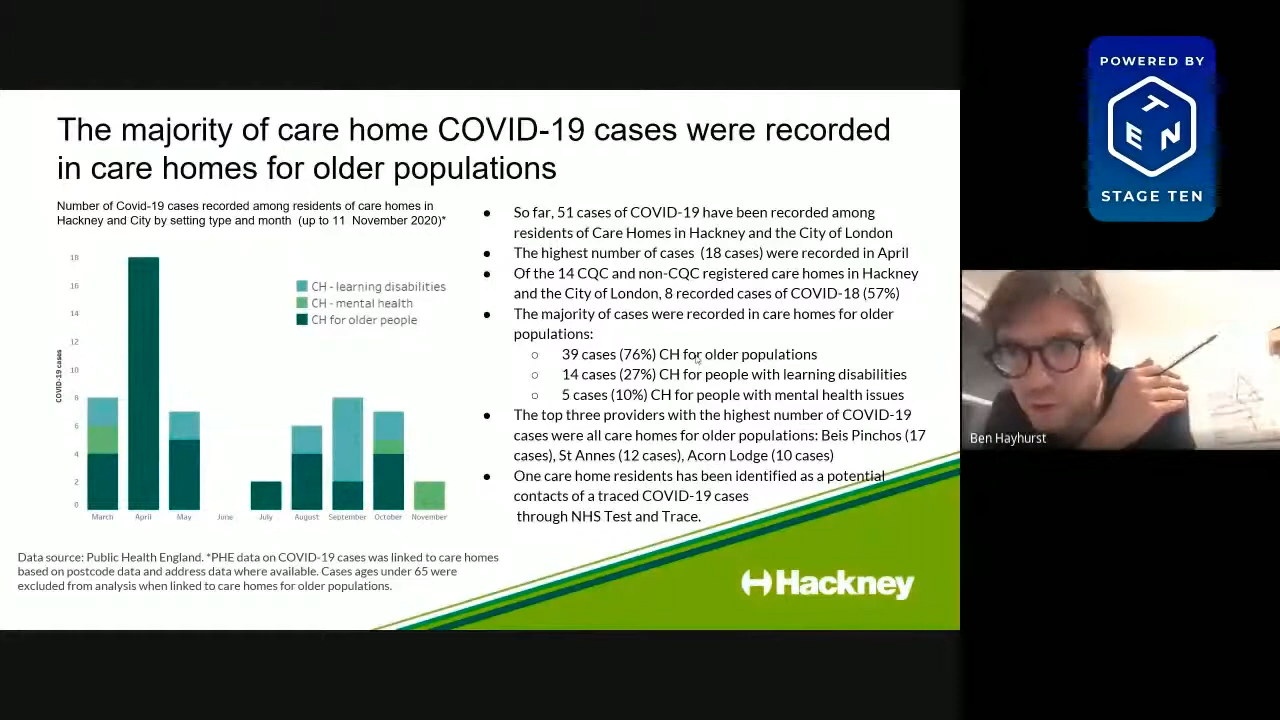 The majority of care home COVID-19 cases were recorded
in care homes for older populations
Number of Covid-19 cases recorded among residents of care homes in
Hackney and City by setting type and month (up to 11 November 2020)*
18
16
14
12
10
8
6
4
2
0
COVID-19 cases
CH - learning disabilities
CH - mental health
CH for older people
March April May June July August September October November
Data source: Public Health England. *PHE data on COVID-19 cases was linked to care homes
based on postcode data and address data where available. Cases ages under 65 were
excluded from analysis when linked to care homes for older populations.
● So far, 51 cases of COVID-19 have been recorded among
residents of Care Homes in Hackney and the City of London
● The highest number of cases (18 cases) were recorded in April
● Of the 14 CQC and non-CQC registered care homes in Hackney
and the City of London, 8 recorded cases of COVID-18 (57%)
● The majority of cases were recorded in care homes for older
populations:
○ 39 cases (76%) CH for older populations
○ 14 cases (27%) CH for people with learning disabilities
○ 5 cases (10%) CH for people with mental health issues
● The top three providers with the highest number of COVID-19
cases were all care homes for older populations: Beis Pinchos (17
cases), St Annes (12 cases), Acorn Lodge (10 cases)
● One care home residents has been identified as a potential
contacts of a traced COVID-19 cases
through NHS Test and Trace.
Hackney
POWERED BY
TEN
STAGE TEN
Ben Hayhurst